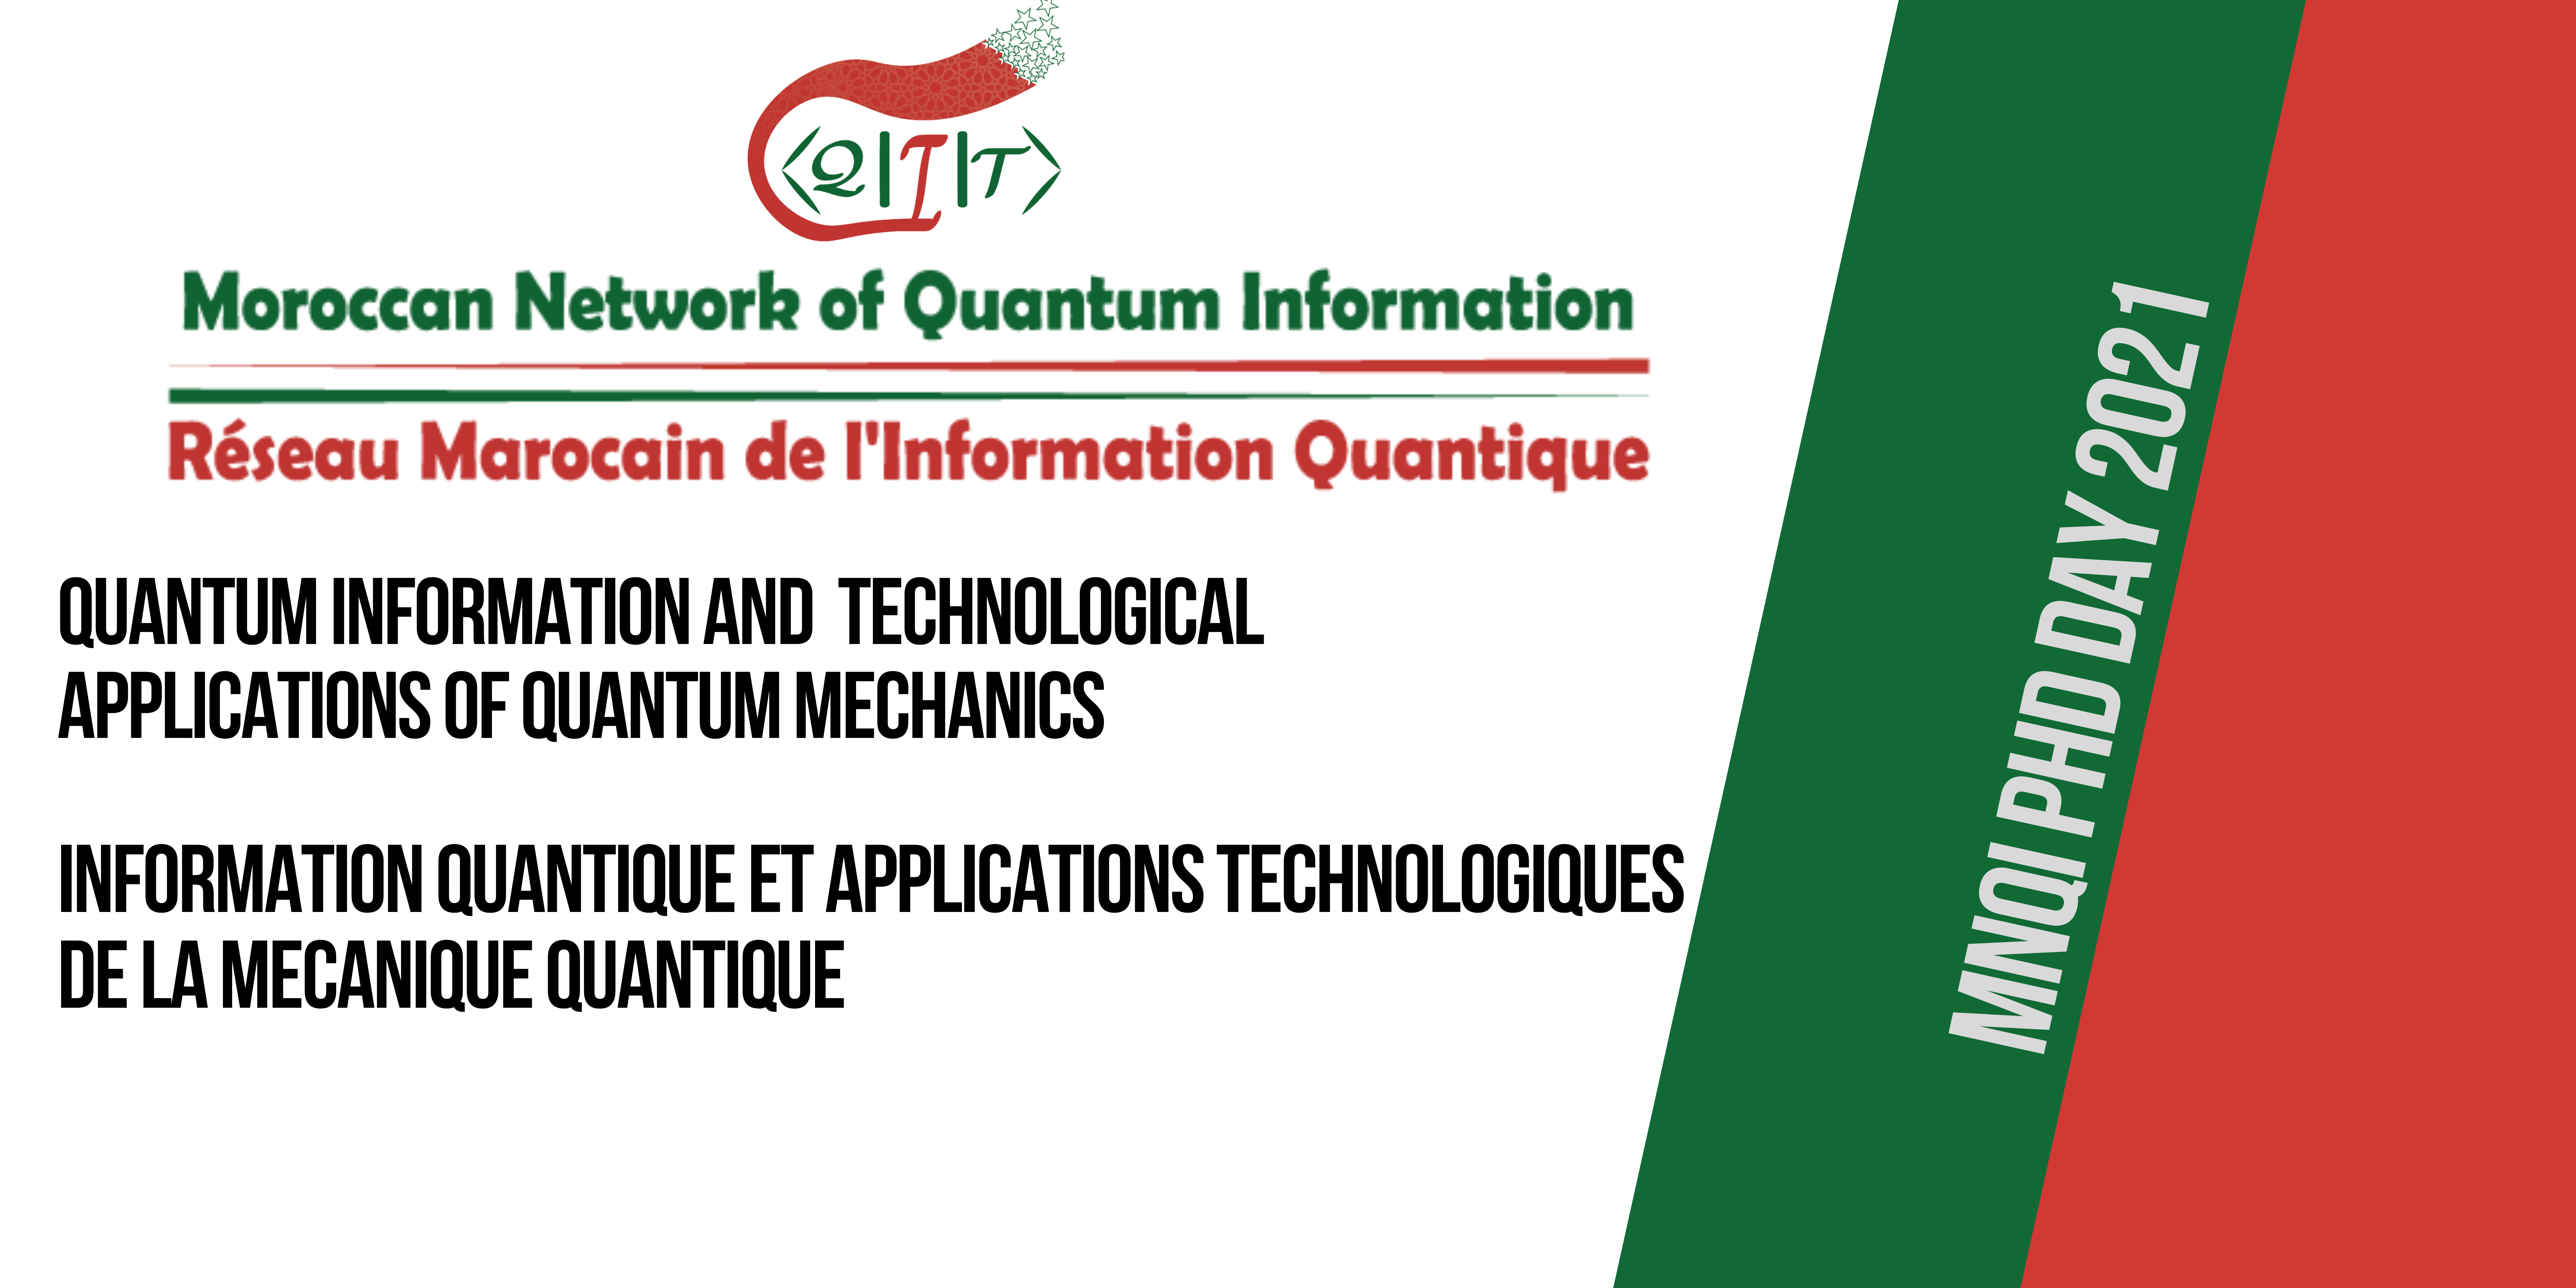 ⟨Q|I|T⟩
Moroccan Network of Quantum Information
Réseau Marocain de l'Information Quantique
QUANTUM INFORMATION AND TECHNOLOGICAL
APPLICATIONS OF QUANTUM MECHANICS
INFORMATION QUANTIQUE ET APPLICATIONS TECHNOLOGIQUES
DE LA MECANIQUE QUANTIQUE
MNQI PHD DAY 2021